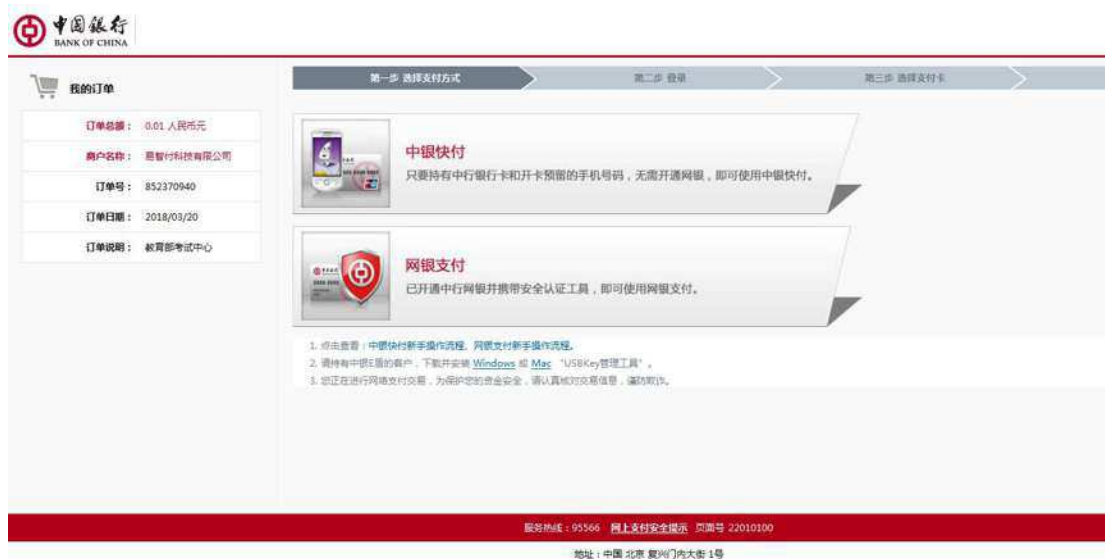 中国银行
BANK OF CHINA
我的订单
订单总额： 0.01 人民币元
商户名称： 易智付科技有限公司
订单号： 852370940
订单日期： 2018/03/20
订单说明： 教育部考试中心
第一步 选择支付方式
第二步 登录
第三步 选择支付卡
中银快付
只要持有中行银行卡和开卡预留的手机号码，无需开通网银，即可使用中银快付。
网银支付
已开通中行网银并携带安全认证工具，即可使用网银支付。
1. 点击查看：中银快付新手操作流程、网银支付新手操作流程。
2. 请持有中银E盾的客户，下载并安装 Windows 或 Mac “USBKey管理工具”。
3. 您正在进行网络支付交易，为保护您的资金安全，请认真核对交易信息，谨防欺诈。
服务热线：95566 网上支付安全提示 页面号 22010100
地址：中国 北京 复兴门内大街 1号